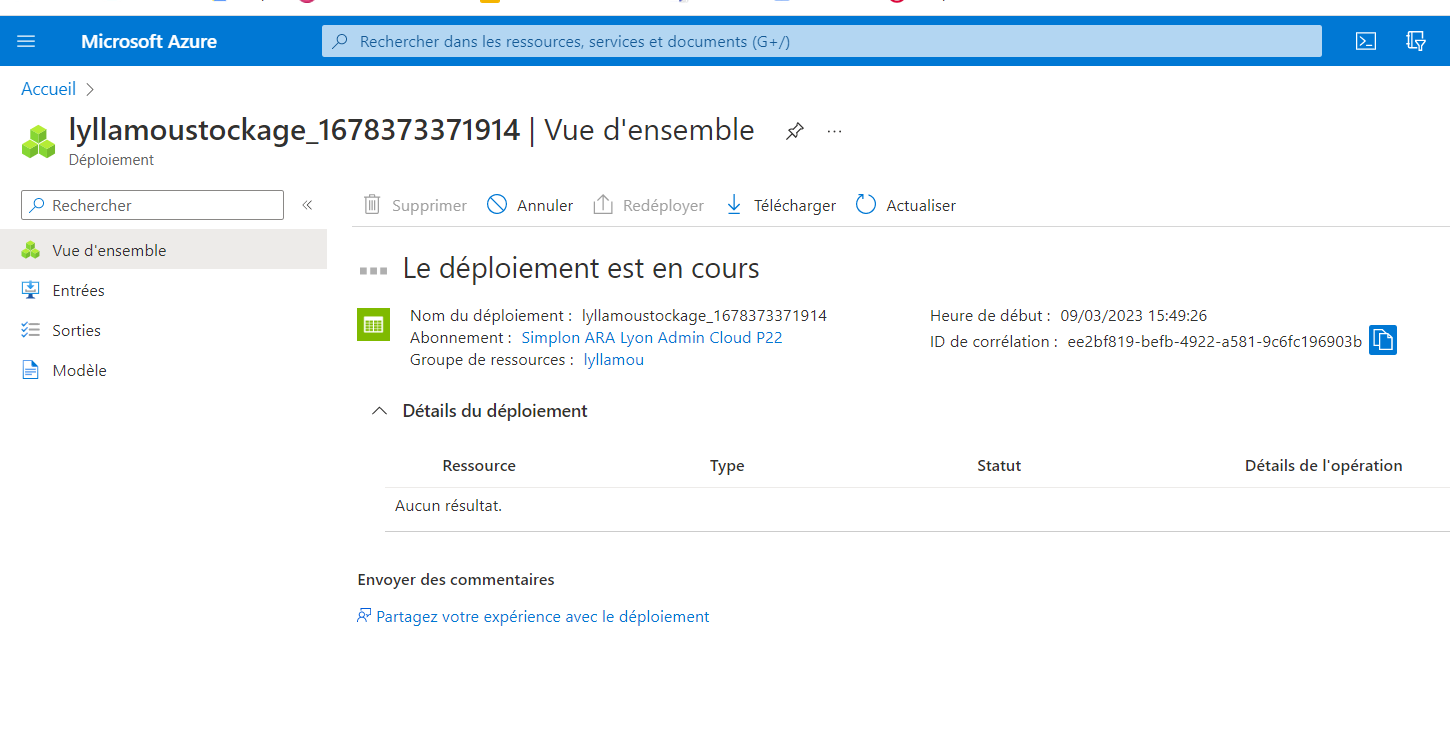 Microsoft Azure
Rechercher dans les ressources, services et documents (G+/)
Accueil
lyllamoustockage_1678373371914 | Vue d'ensemble
Déploiement
Rechercher
Supprimer
Annuler
Redéployer
Télécharger
Actualiser
Vue d'ensemble
Entrées
Sorties
Modèle
Le déploiement est en cours
Nom du déploiement : lyllamoustockage_1678373371914
Abonnement : Simplon ARA Lyon Admin Cloud P22
Groupe de ressources : lyllamou
Heure de début : 09/03/2023 15:49:26
ID de corrélation : ee2bf819-befb-4922-a581-9c6fc196903b
Détails du déploiement
Ressource Type Statut Détails de l'opération
Aucun résultat.
Envoyer des commentaires
Partagez votre expérience avec le déploiement